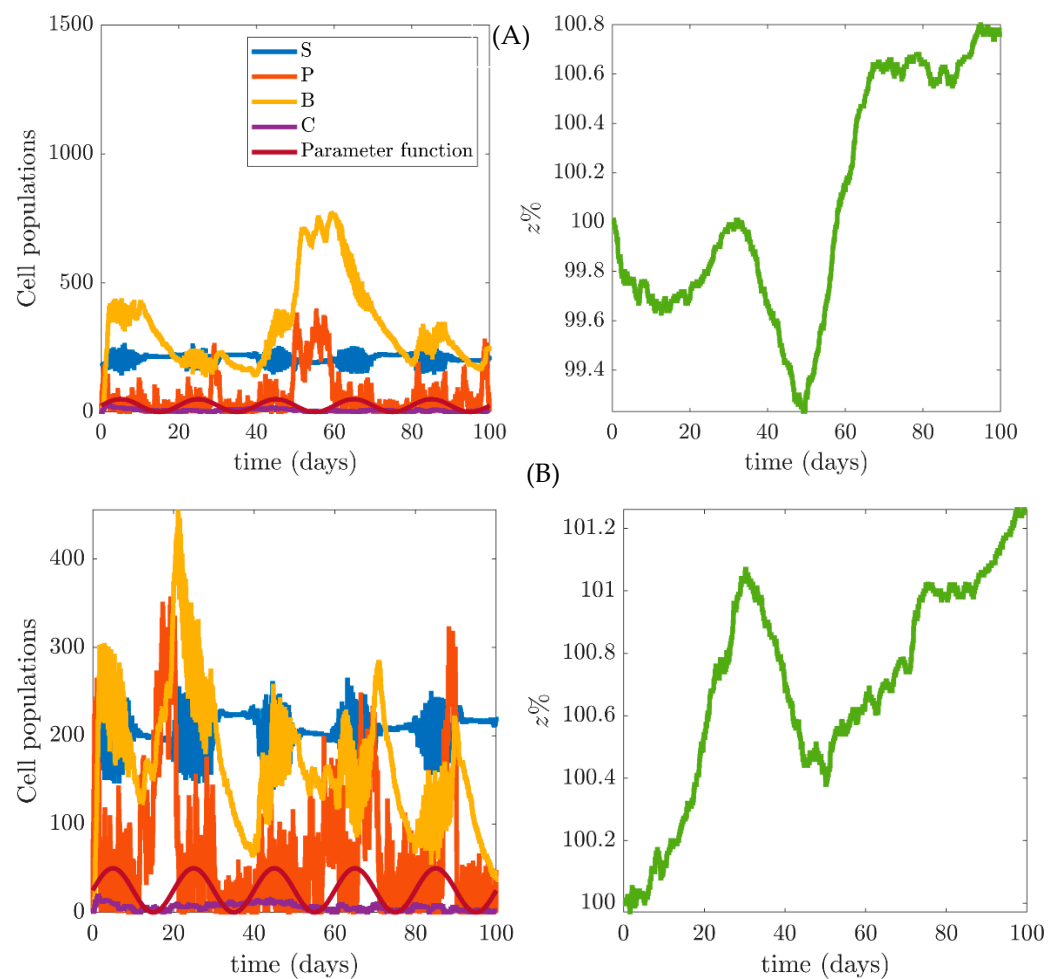 (A)
1500
1000
500
0
Cell populations
S
P
B
C
Parameter function
0 20 40 60 80 100
time (days)
100.8
100.6
100.4
100.2
100
99.8
99.6
99.4
z%
0 20 40 60 80 100
time (days)
(B)
400
300
200
100
0
Cell populations
0 20 40 60 80 100
time (days)
101.2
101
100.8
100.6
100.4
100.2
100
z%
0 20 40 60 80 100
time (days)